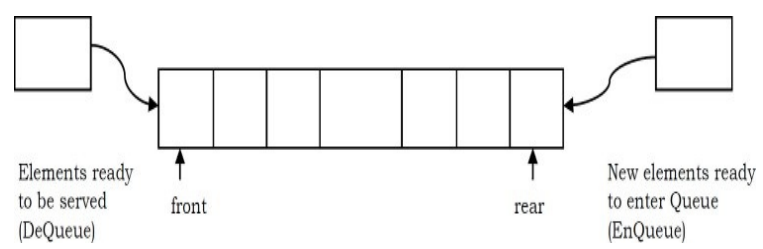 Elements ready
to be served
(DeQueue)
front
rear
New elements ready
to enter Queue
(EnQueue)